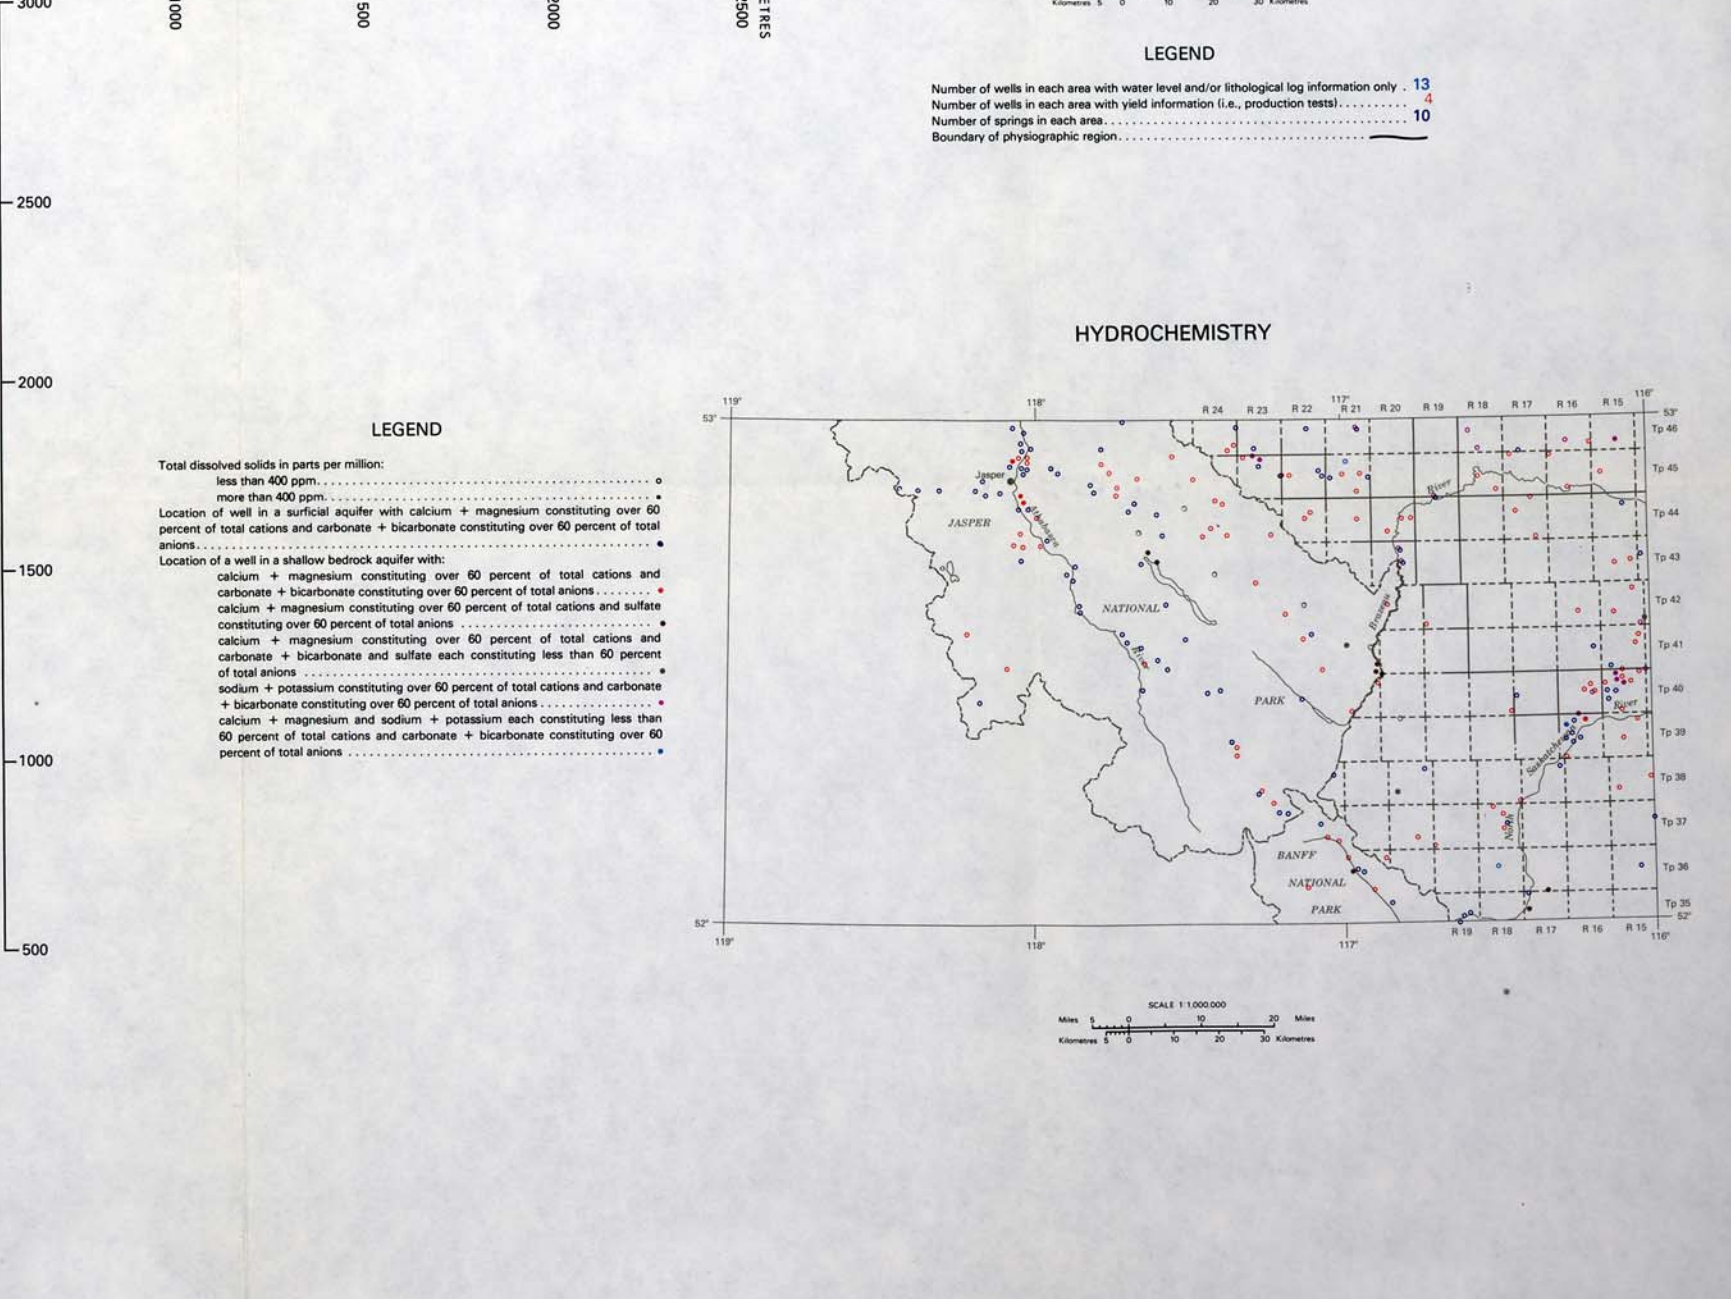 3000
1000
500
2000
2500
ETRES
Kilometres 5 0 10 20 30 Kilometres
LEGEND
Number of wells in each area with water level and/or lithological log information only . 13
Number of wells in each area with yield information (i.e., production tests).......... 4
Number of springs in each area............................................... 10
Boundary of physiographic region.......................................
2500
2000
1500
1000
500
HYDROCHEMISTRY
LEGEND
Total dissolved solids in parts per million:
less than 400 ppm.
more than 400 ppm.
Location of well in a surficial aquifer with calcium + magnesium constituting over 60
percent of total cations and carbonate + bicarbonate constituting over 60 percent of total
anions.
Location of a well in a shallow bedrock aquifer with:
calcium + magnesium constituting over 60 percent of total cations and
carbonate + bicarbonate constituting over 60 percent of total anions.
calcium + magnesium constituting over 60 percent of total cations and sulfate
constituting over 60 percent of total anions
calcium + magnesium constituting over 60 percent of total cations and
carbonate + bicarbonate and sulfate each constituting less than 60 percent
of total anions
sodium + potassium constituting over 60 percent of total cations and carbonate
+ bicarbonate constituting over 60 percent of total anions.
calcium + magnesium and sodium + potassium each constituting less than
60 percent of total cations and carbonate + bicarbonate constituting over 60
percent of total anions
119° 118° 117° 116°
R 24 R 23 R 22 R 21 R 20 R 19 R 18 R 17 R 16 R 15
53° 53°
Tp 46
Tp 45
Tp 44
Tp 43
Tp 42
Tp 41
Tp 40
Tp 39
Tp 38
Tp 37
Tp 36
Tp 35
Jasper
JASPER
Athabasca
River
NATIONAL
River
Brazeau
PARK
River
Saskatchewan
North
BANFF
NATIONAL
PARK
52° 52°
R 19 R 18 R 17 R 16 R 15
119° 118° 117° 116°
SCALE 1:1,000,000
Miles 5 0 10 20 Miles
Kilometres 5 0 10 20 30 Kilometres